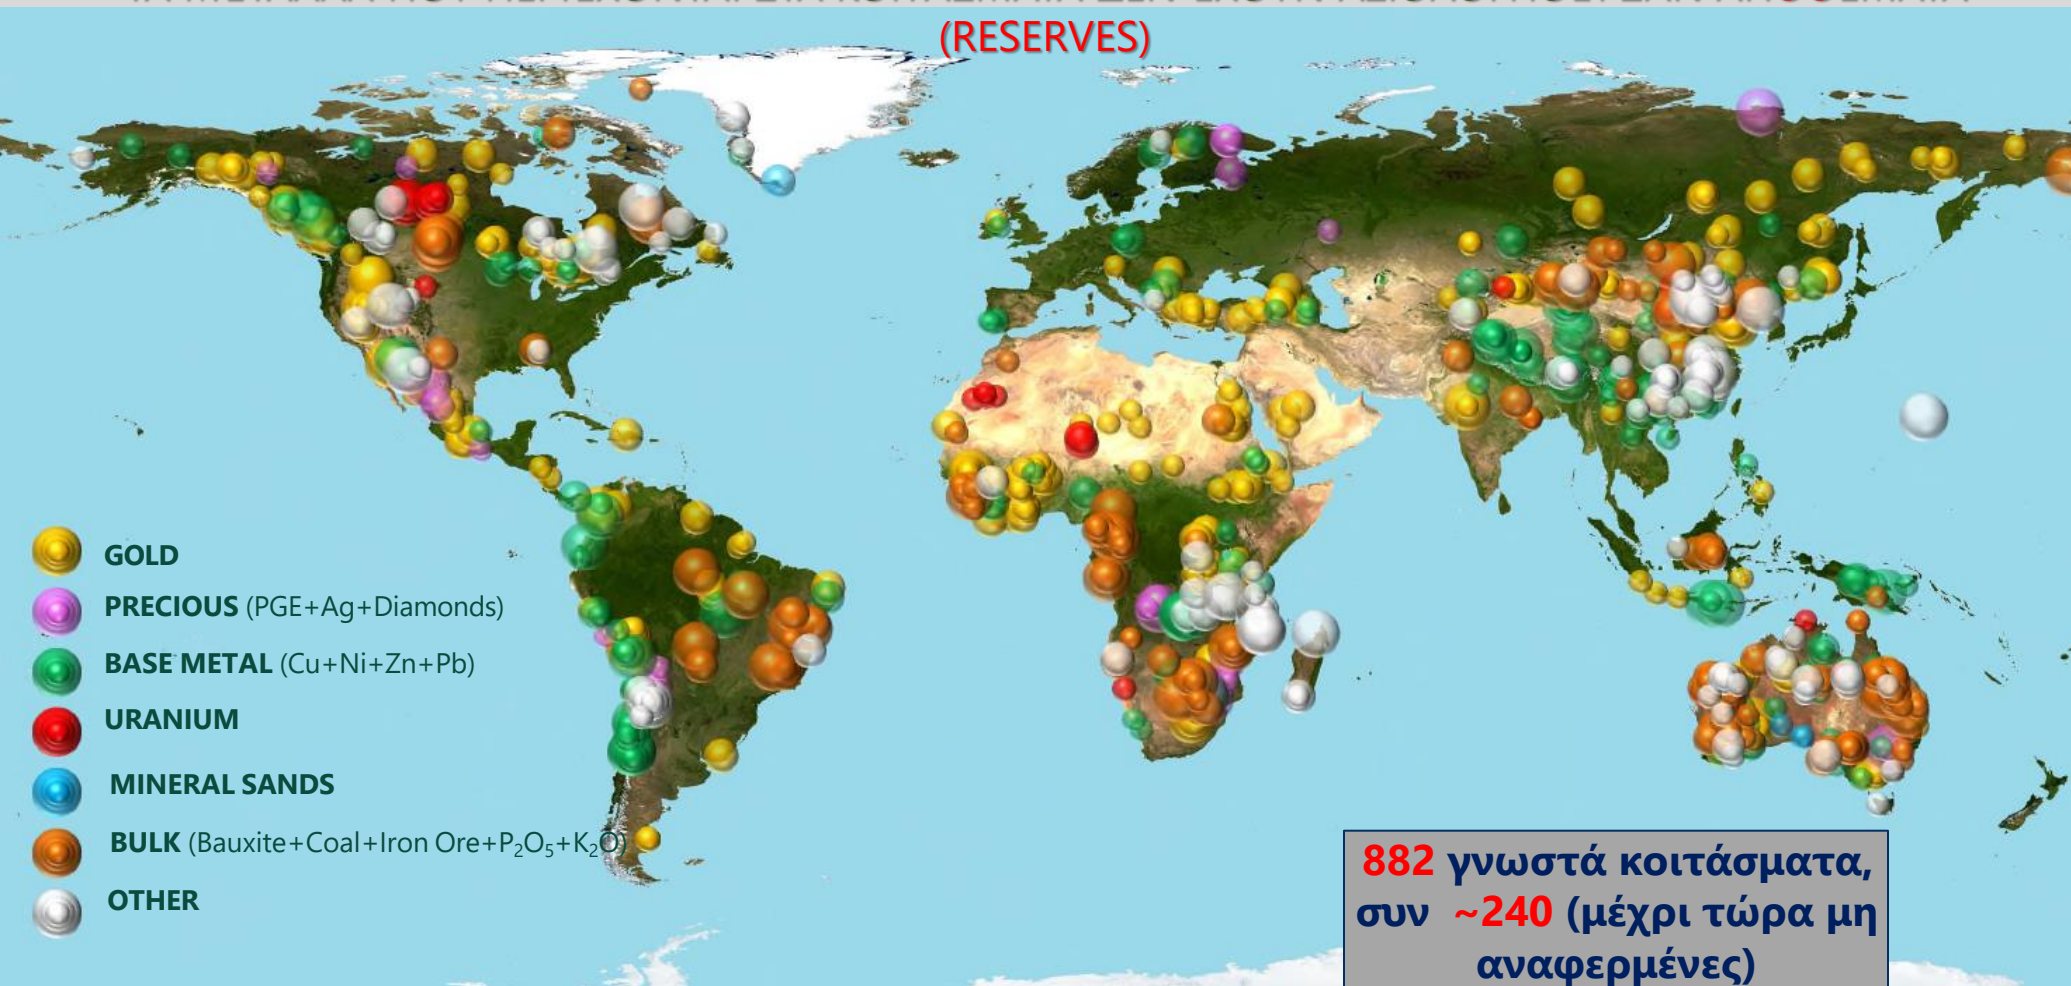 (RESERVES)
GOLD
PRECIOUS (PGE+Ag+Diamonds)
BASE METAL (Cu+Ni+Zn+Pb)
URANIUM
MINERAL SANDS
BULK (Bauxite+Coal+Iron Ore+P₂O₅+K₂O)
OTHER
882 γνωστά κοιτάσματα,
συν ~240 (μέχρι τώρα μη
αναφερμένες)